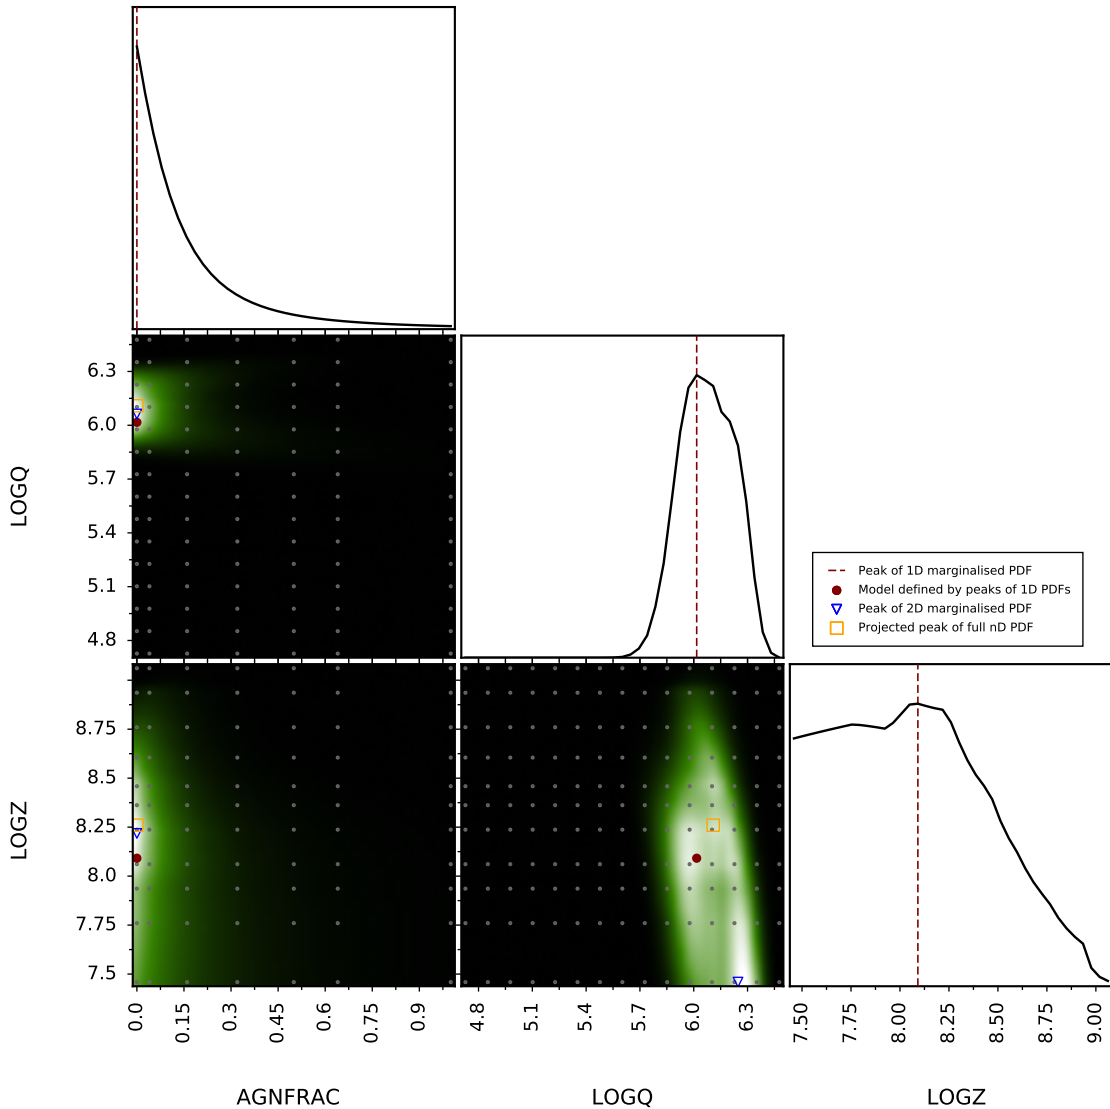 LOGQ
6.3
6.0
5.7
5.4
5.1
4.8
Peak of 1D marginalised PDF
Model defined by peaks of 1D PDFs
Peak of 2D marginalised PDF
Projected peak of full nD PDF
LOGZ
8.75
8.5
8.25
8.0
7.75
7.5
0.0 0.15 0.3 0.45 0.6 0.75 0.9
4.8 5.1 5.4 5.7 6.0 6.3
7.50 7.75 8.00 8.25 8.50 8.75 9.00
AGNFRAC LOGQ LOGZ